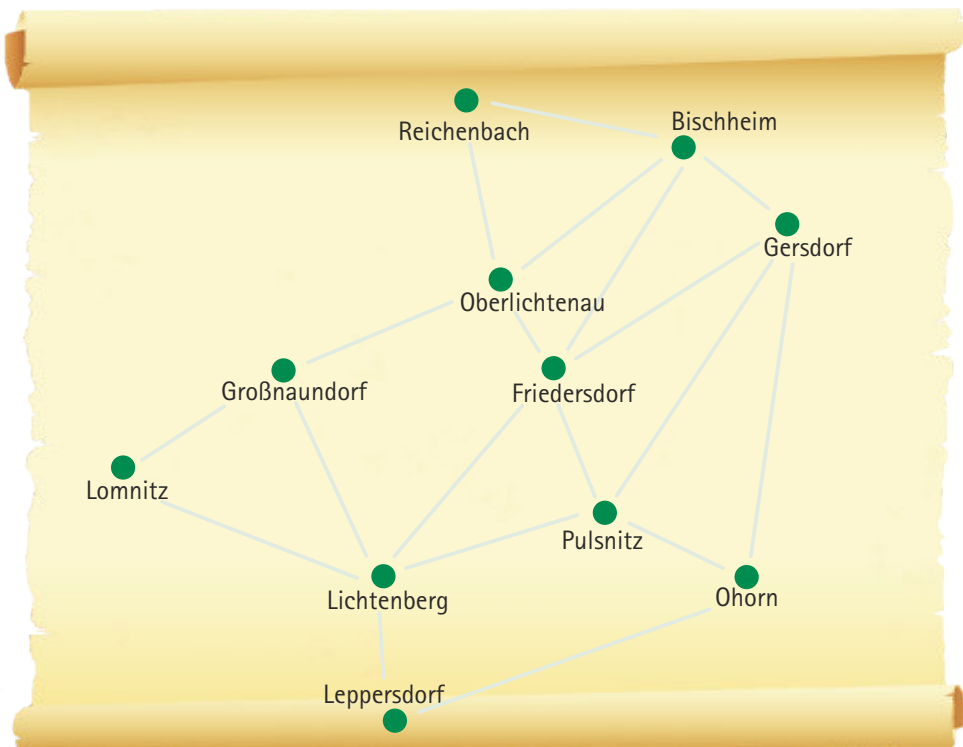 Reichenbach
Bischheim
Gersdorf
Oberlichtenau
Großnaundorf
Friedersdorf
Lomnitz
Pulsnitz
Lichtenberg
Ohorn
Leppersdorf